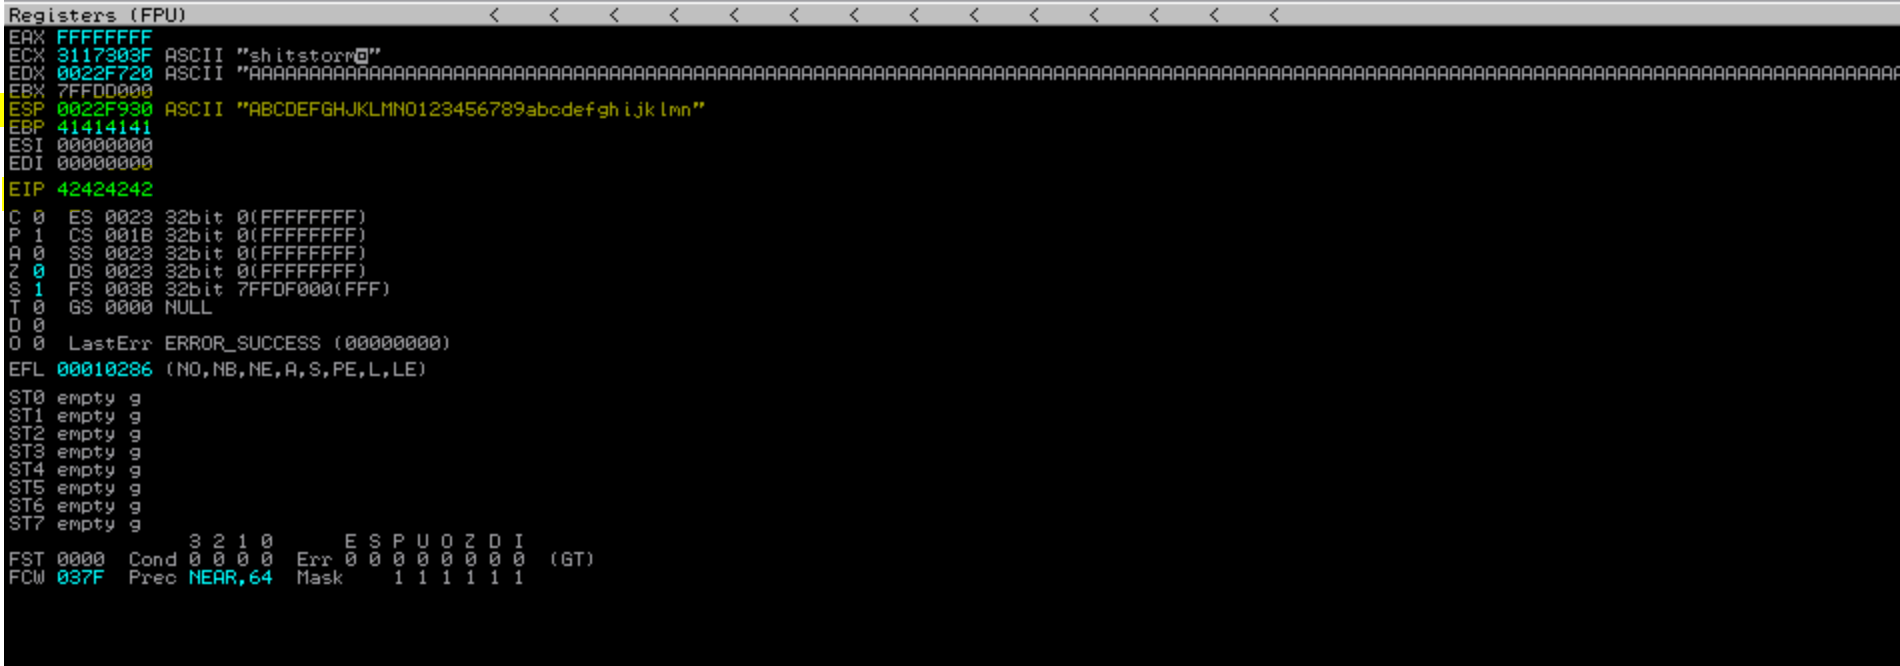 Registers (FPU) < < < < < < < < < < < < < <
EAX FFFFFFFF
ECX 3117303F ASCII "shitstorm"
EDX 0022F720 ASCII "AAAAAAAAAAAAAAAAAAAAAAAAAAAAAAAAAAAAAAAAAAAAAAAAAAAAAAAAAAAAAAAAAAAAAAAAAAAAAAAAAAAAAAAAAAAAAAAAAAAAAAAAAAAAAAAAAAAAAAAAAAAAAAAAAAAAAA
EBX 7FFDD000
ESP 0022F930 ASCII "ABCDEFGHJKLMNO123456789abcdefghijklmn"
EBP 41414141
ESI 00000000
EDI 00000000
EIP 42424242
C 0 ES 0023 32bit 0(FFFFFFFF)
P 1 CS 001B 32bit 0(FFFFFFFF)
A 0 SS 0023 32bit 0(FFFFFFFF)
Z 0 DS 0023 32bit 0(FFFFFFFF)
S 1 FS 003B 32bit 7FFDF000(FFF)
T 0 GS 0000 NULL
D 0
O 0 LastErr ERROR_SUCCESS (00000000)
EFL 00010286 (NO,NB,NE,A,S,PE,L,LE)
ST0 empty g
ST1 empty g
ST2 empty g
ST3 empty g
ST4 empty g
ST5 empty g
ST6 empty g
ST7 empty g
3 2 1 0 E S P U O Z D I
FST 0000 Cond 0 0 0 0 Err 0 0 0 0 0 0 0 0 (GT)
FCW 037F Prec NEAR,64 Mask 1 1 1 1 1 1